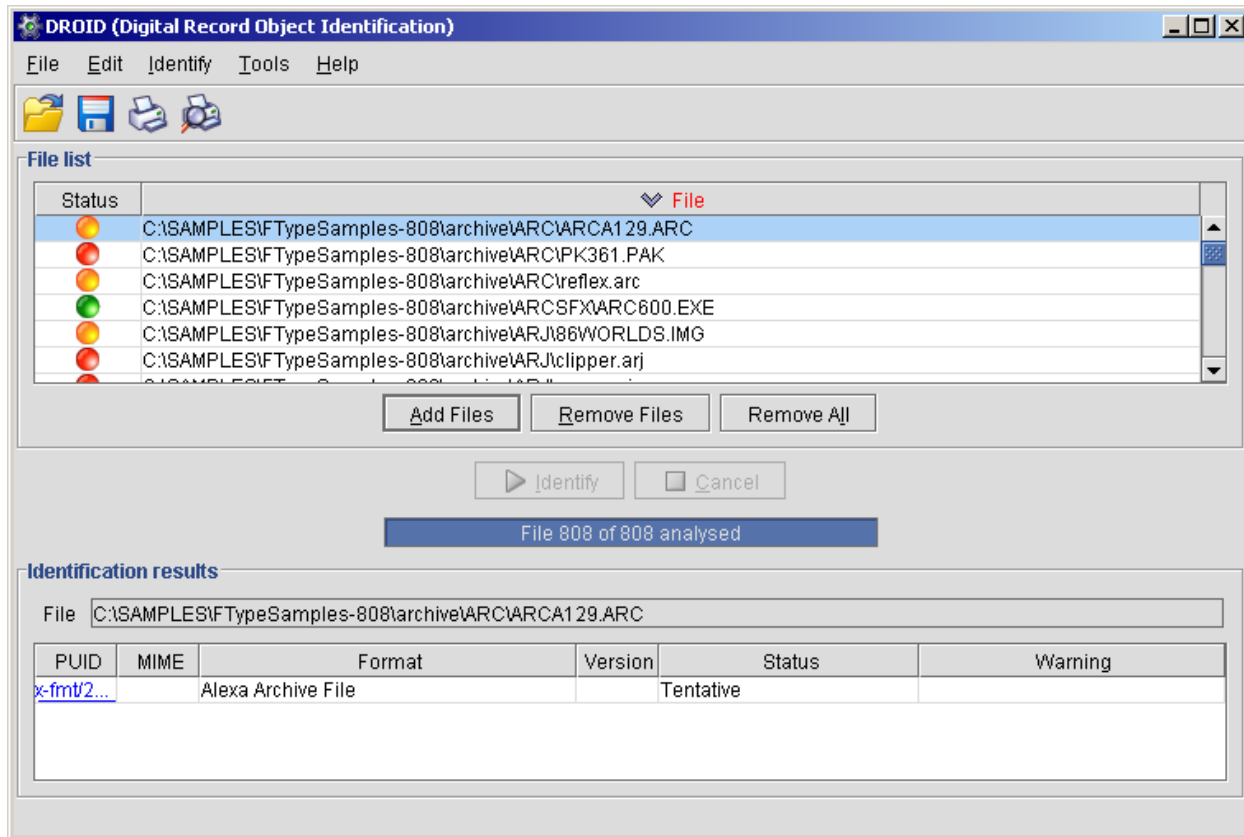 DROID (Digital Record Object Identification)
File Edit Identify Tools Help
File list
Status File
C:\SAMPLES\FTypeSamples-808\archive\ARC\ARCA129.ARC
C:\SAMPLES\FTypeSamples-808\archive\ARC\PK361.PAK
C:\SAMPLES\FTypeSamples-808\archive\ARC\reflex.arc
C:\SAMPLES\FTypeSamples-808\archive\ARCSFX\ARC600.EXE
C:\SAMPLES\FTypeSamples-808\archive\ARJ\86WORLDS.IMG
C:\SAMPLES\FTypeSamples-808\archive\ARJ\clipper.arj
Add Files Remove Files Remove All
Identify Cancel
File 808 of 808 analysed
Identification results
File C:\SAMPLES\FTypeSamples-808\archive\ARC\ARCA129.ARC
PUID MIME Format Version Status Warning
x-fmt/2... Alexa Archive File Tentative